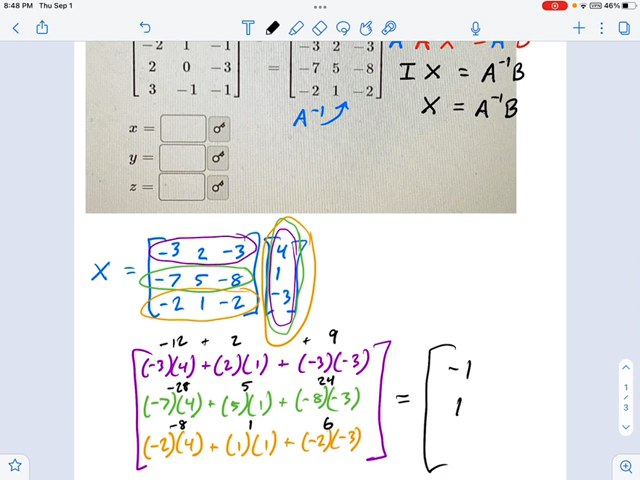 8:48 PM Thu Sep 1
46%
-2 1 -1 -3 2 -3
2 0 -3 = -7 5 -8
3 -1 -1 -2 1 -2
A⁻¹
I X = A⁻¹B
X = A⁻¹B
x =
y =
z =
X = -3 2 -3 4
-7 5 -8 1
-2 1 -2 -3
-12 + 2 + 9
(-3)(4) + (2)(1) + (-3)(-3) -1
-28 5 24
(-7)(4) + (5)(1) + (-8)(-3) = 1
-8 1 6
(-2)(4) + (1)(1) + (-2)(-3)
1
/
3